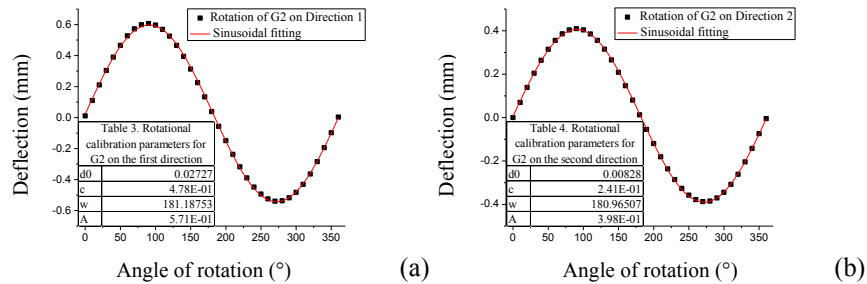 Rotation of G2 on Direction 1
Sinusoidal fitting
0.6
0.4
0.2
0.0
-0.2
-0.4
-0.6
Deflection (mm)
Table 3. Rotational
calibration parameters for
G2 on the first direction
d0 0.02727
c 4.78E-01
w 181.18753
A 5.71E-01
0 50 100 150 200 250 300 350
Angle of rotation (°)
(a)
Rotation of G2 on Direction 2
Sinusoidal fitting
0.4
0.2
0.0
-0.2
-0.4
Deflection (mm)
Table 4. Rotational
calibration parameters for
G2 on the second direction
d0 0.00828
c 2.41E-01
w 180.96507
A 3.98E-01
0 50 100 150 200 250 300 350
Angle of rotation (°)
(b)